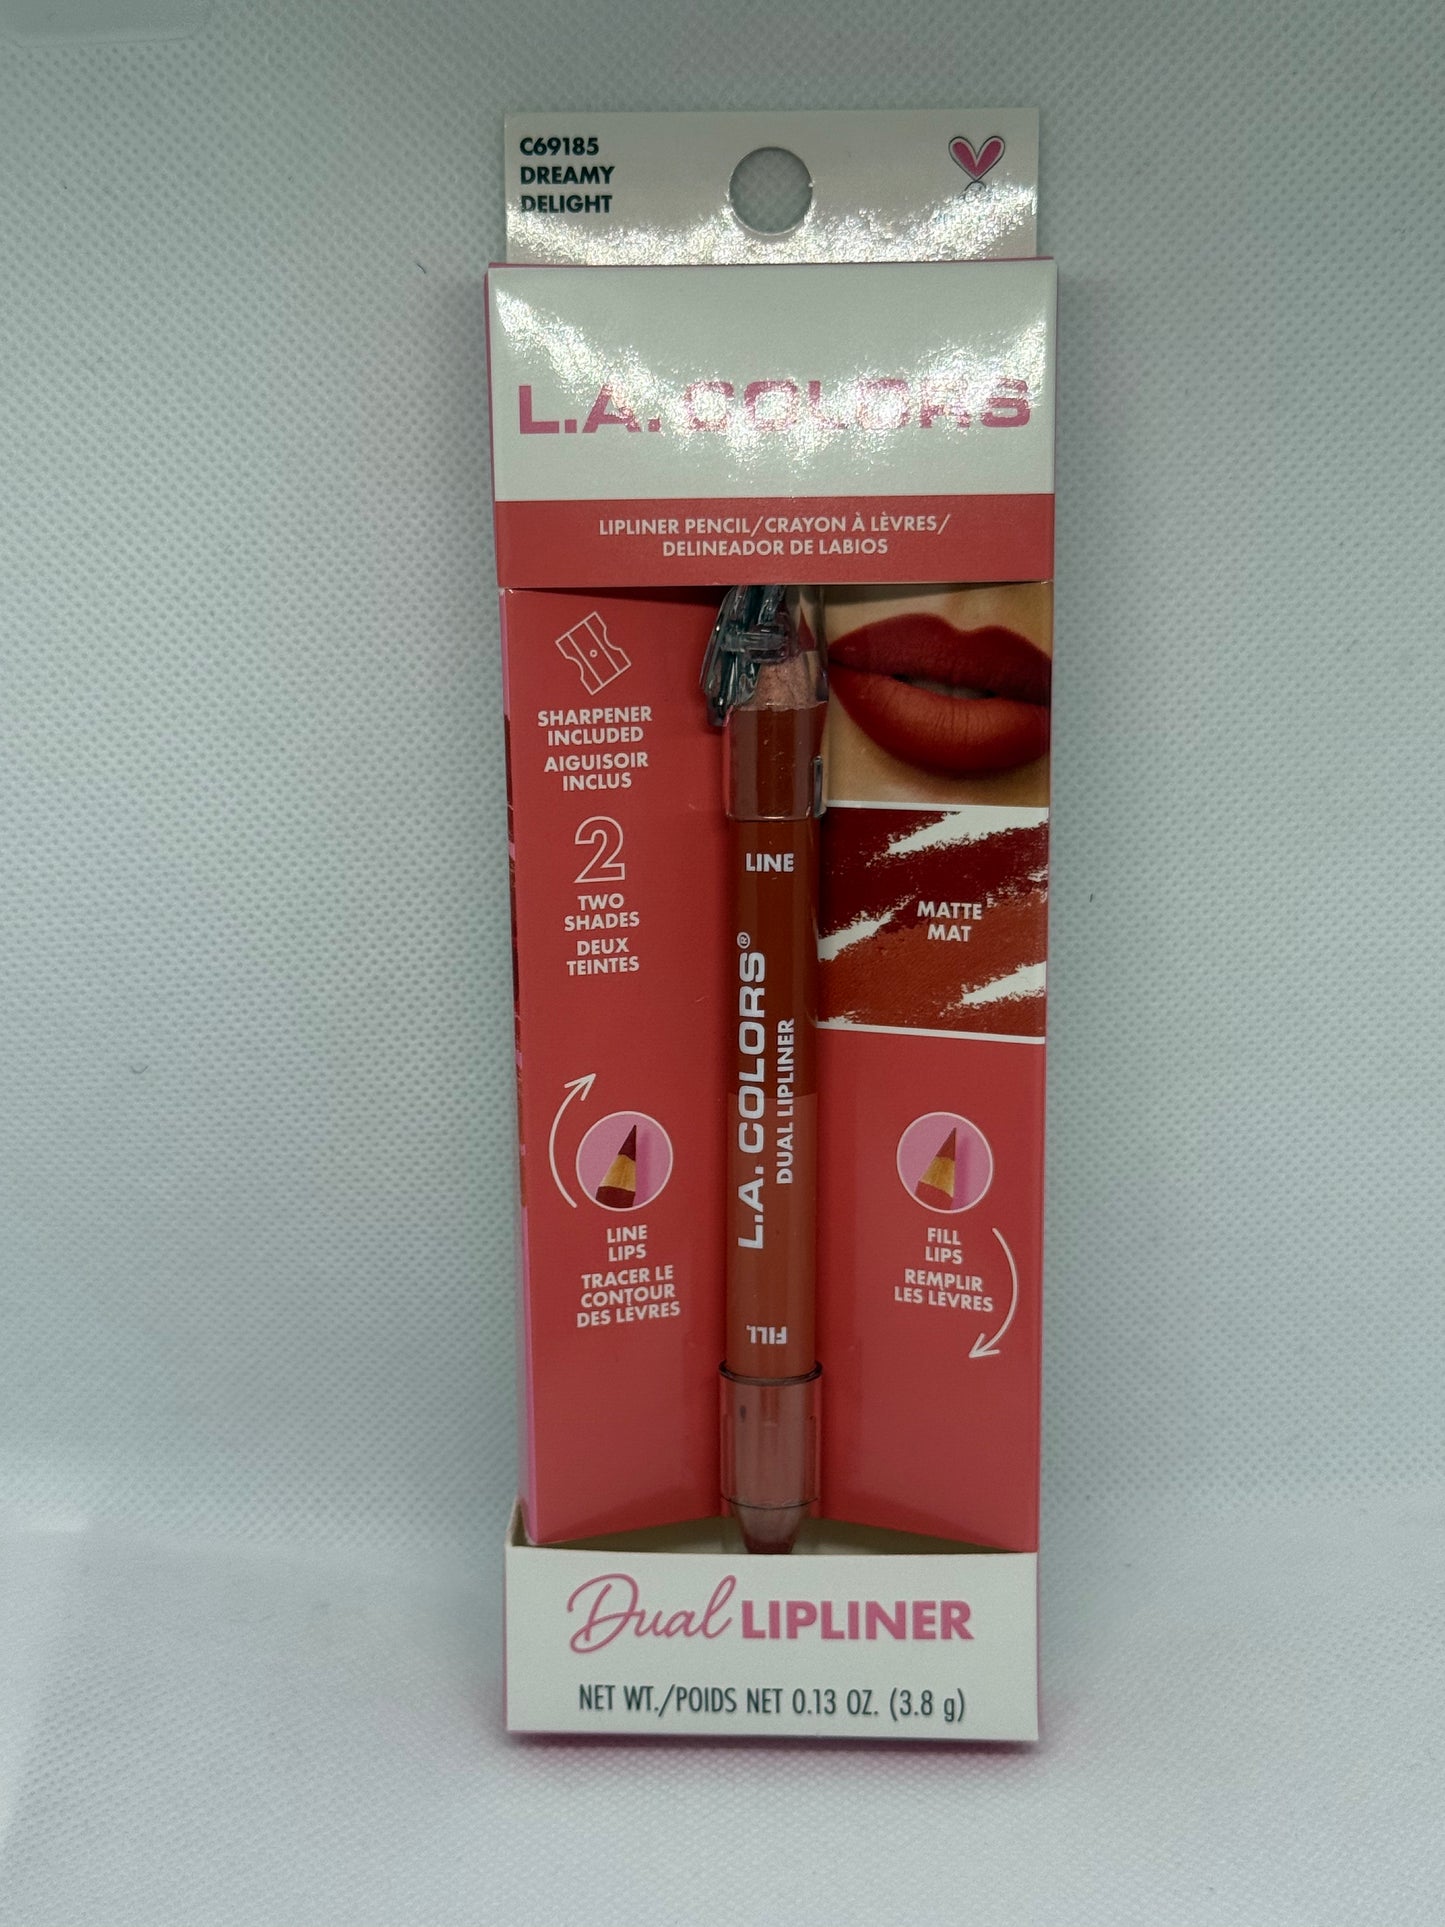 C69185
DREAMY
DELIGHT
L.A. COLORS
LIPLINER PENCIL/CRAYON À LÈVRES/
DELINEADOR DE LABIOS
SHARPENER
INCLUDED
AIGUISOIR
INCLUS
2
TWO
SHADES
DEUX
TEINTES
LINE
LIPS
TRACER LE
CONTOUR
DES LÈVRES
LINE
L.A. COLORS®
DUAL LIPLINER
FILL
MATTE
MAT
FILL
LIPS
REMPLIR
LES LÈVRES
Dual LIPLINER
NET WT./POIDS NET 0.13 OZ. (3.8 g)